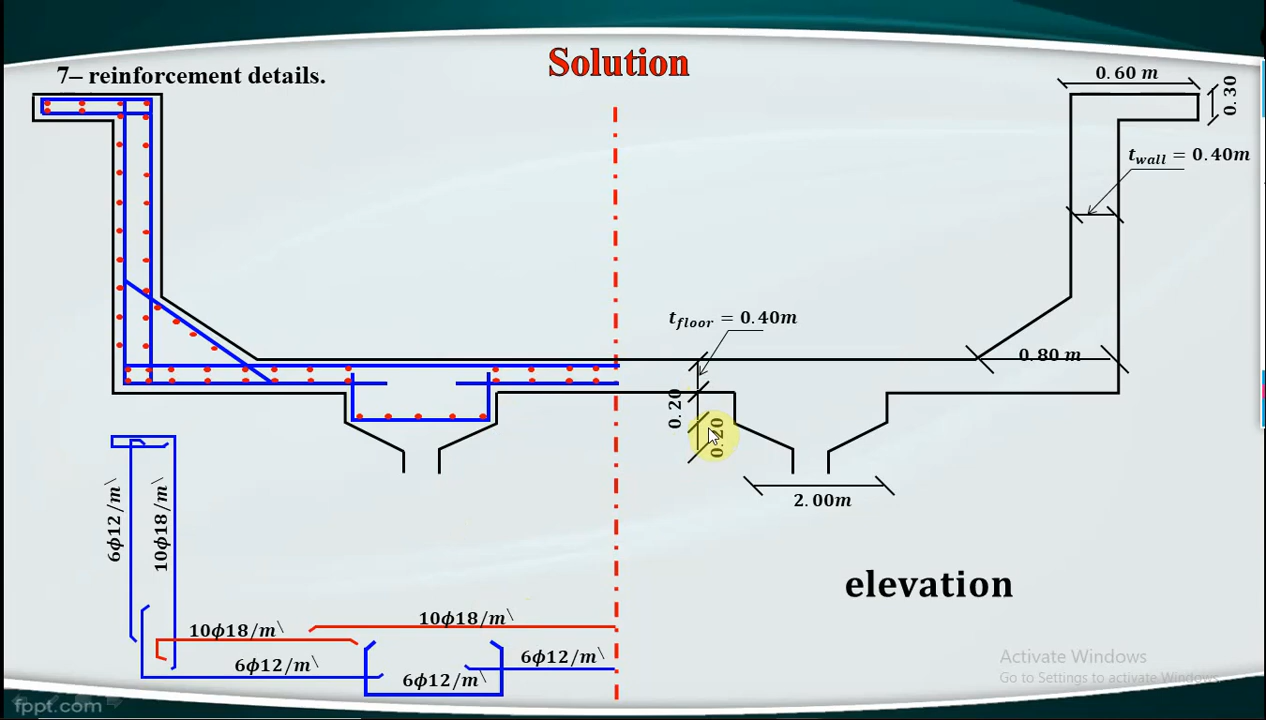 Solution
7– reinforcement details.
0.60 m
0.30
t_wall = 0.40m
t_floor = 0.40m
0.80 m
0.20
0.20
2.00m
6ϕ12/m\
10ϕ18/m\
elevation
10ϕ18/m\
10ϕ18/m\
6ϕ12/m\
6ϕ12/m\
6ϕ12/m\
Activate Windows
Go to Settings to activate Windows.
fppt.com